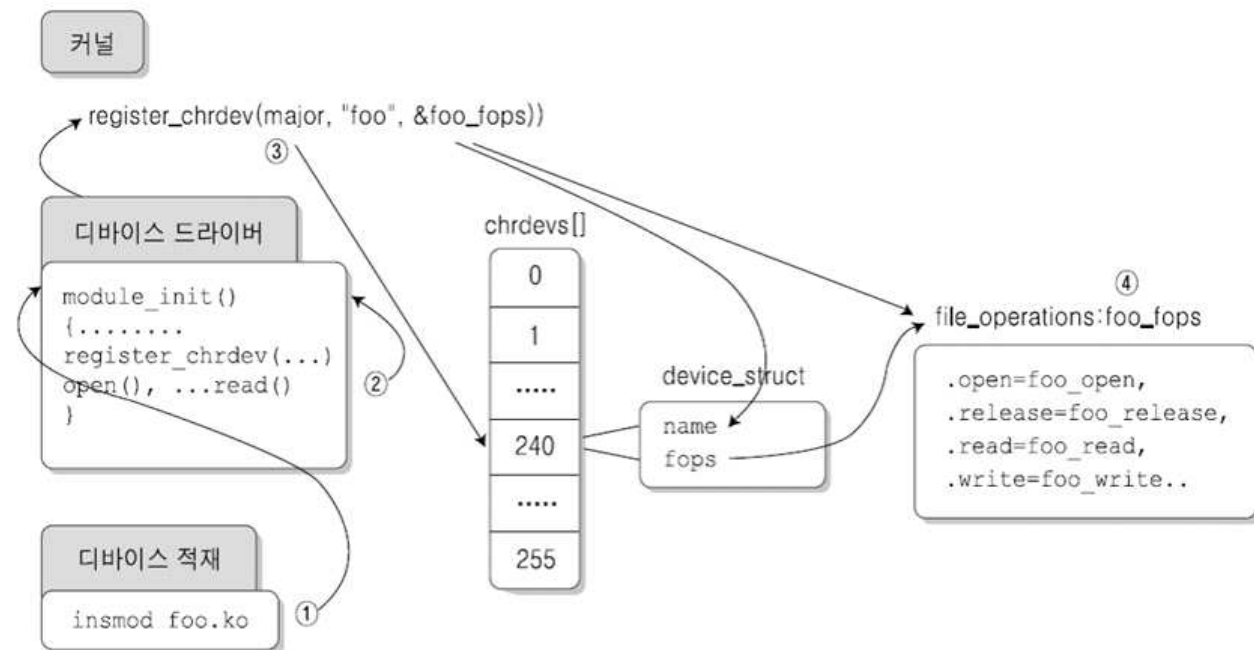 커널
register_chrdev(major, "foo", &foo_fops))
③
디바이스 드라이버
module_init()
{........
register_chrdev(...)
open(), ...read()
}
②
chrdevs[]
0
1
.....
240
.....
255
device_struct
name
fops
④
file_operations:foo_fops
.open=foo_open,
.release=foo_release,
.read=foo_read,
.write=foo_write..
디바이스 적재
insmod foo.ko
①